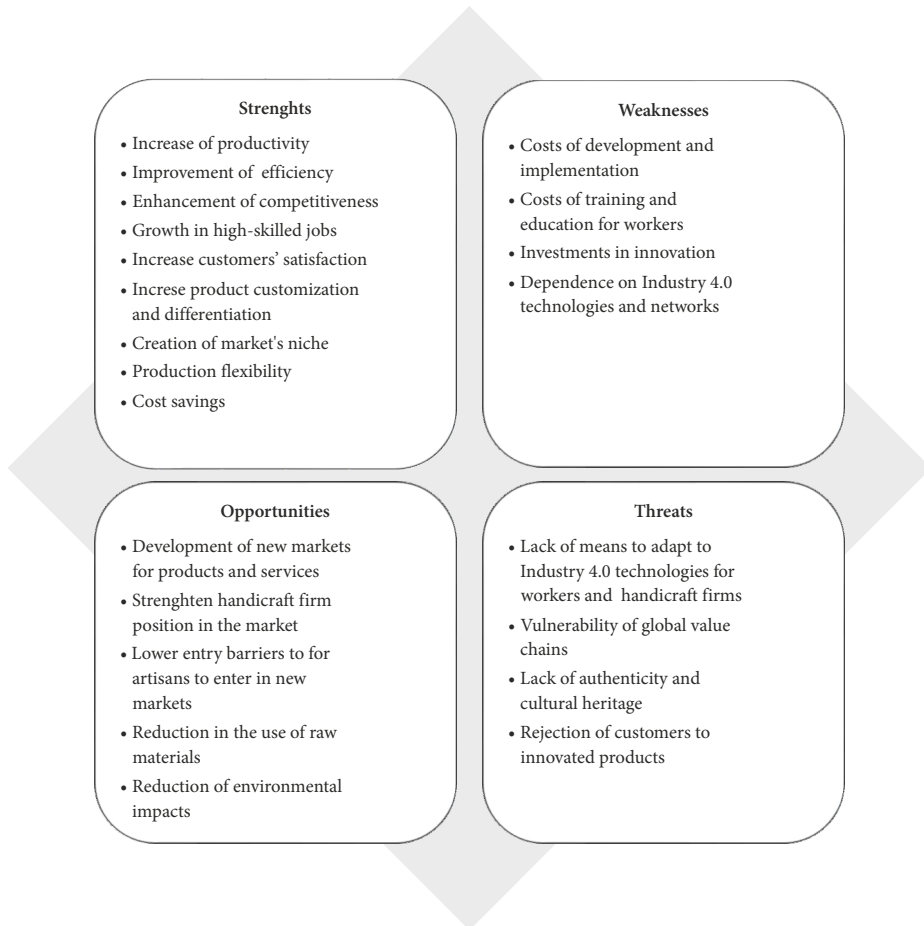 Strenghts
• Increase of productivity
• Improvement of efficiency
• Enhancement of competitiveness
• Growth in high-skilled jobs
• Increase customers’ satisfaction
• Increse product customization
and differentiation
• Creation of market's niche
• Production flexibility
• Cost savings
Weaknesses
• Costs of development and
implementation
• Costs of training and
education for workers
• Investments in innovation
• Dependence on Industry 4.0
technologies and networks
Opportunities
• Development of new markets
for products and services
• Strenghten handicraft firm
position in the market
• Lower entry barriers to for
artisans to enter in new
markets
• Reduction in the use of raw
materials
• Reduction of environmental
impacts
Threats
• Lack of means to adapt to
Industry 4.0 technologies for
workers and handicraft firms
• Vulnerability of global value
chains
• Lack of authenticity and
cultural heritage
• Rejection of customers to
innovated products